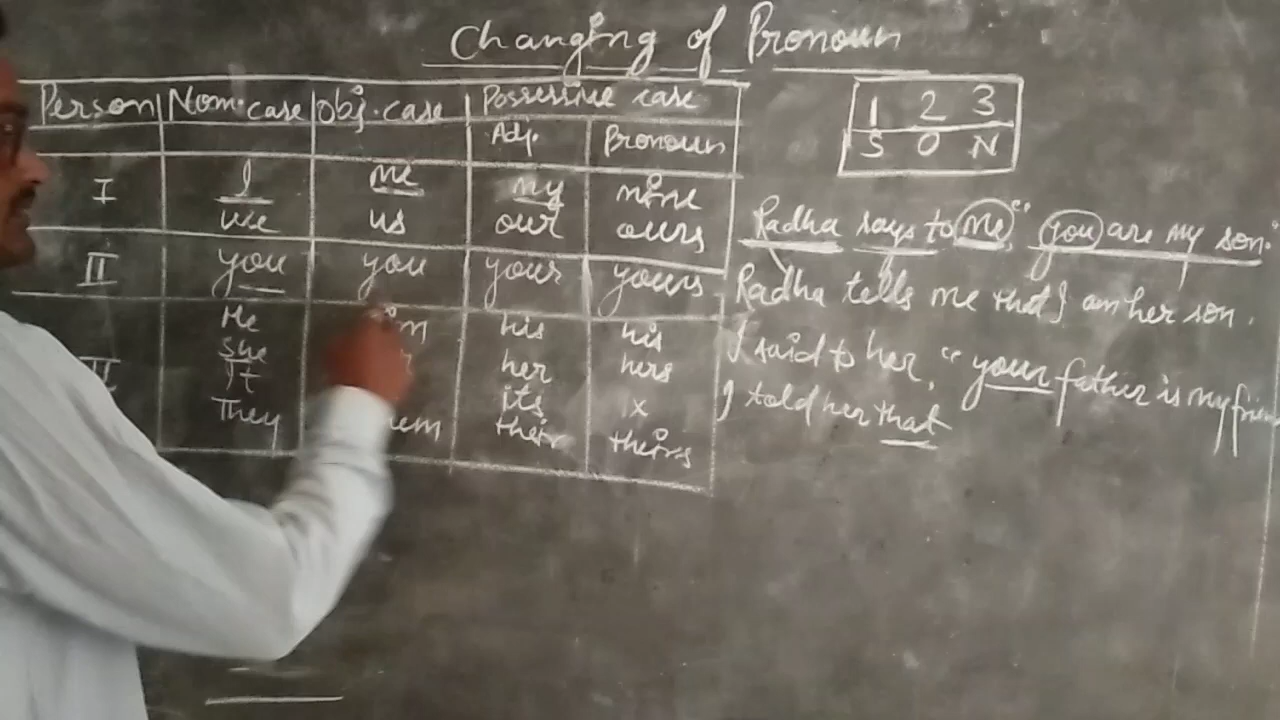 Changing of Pronoun
Person Nom. case Obj. case Possessive case
Adj. Pronoun
I I me my mine
we us our ours
II you you your yours
He his his
She her hers
It its x
They their theirs
1 2 3
S O N
Radha says to me, "you are my son."
Radha tells me that I am her son.
I said to her, "your father is my
I told her that